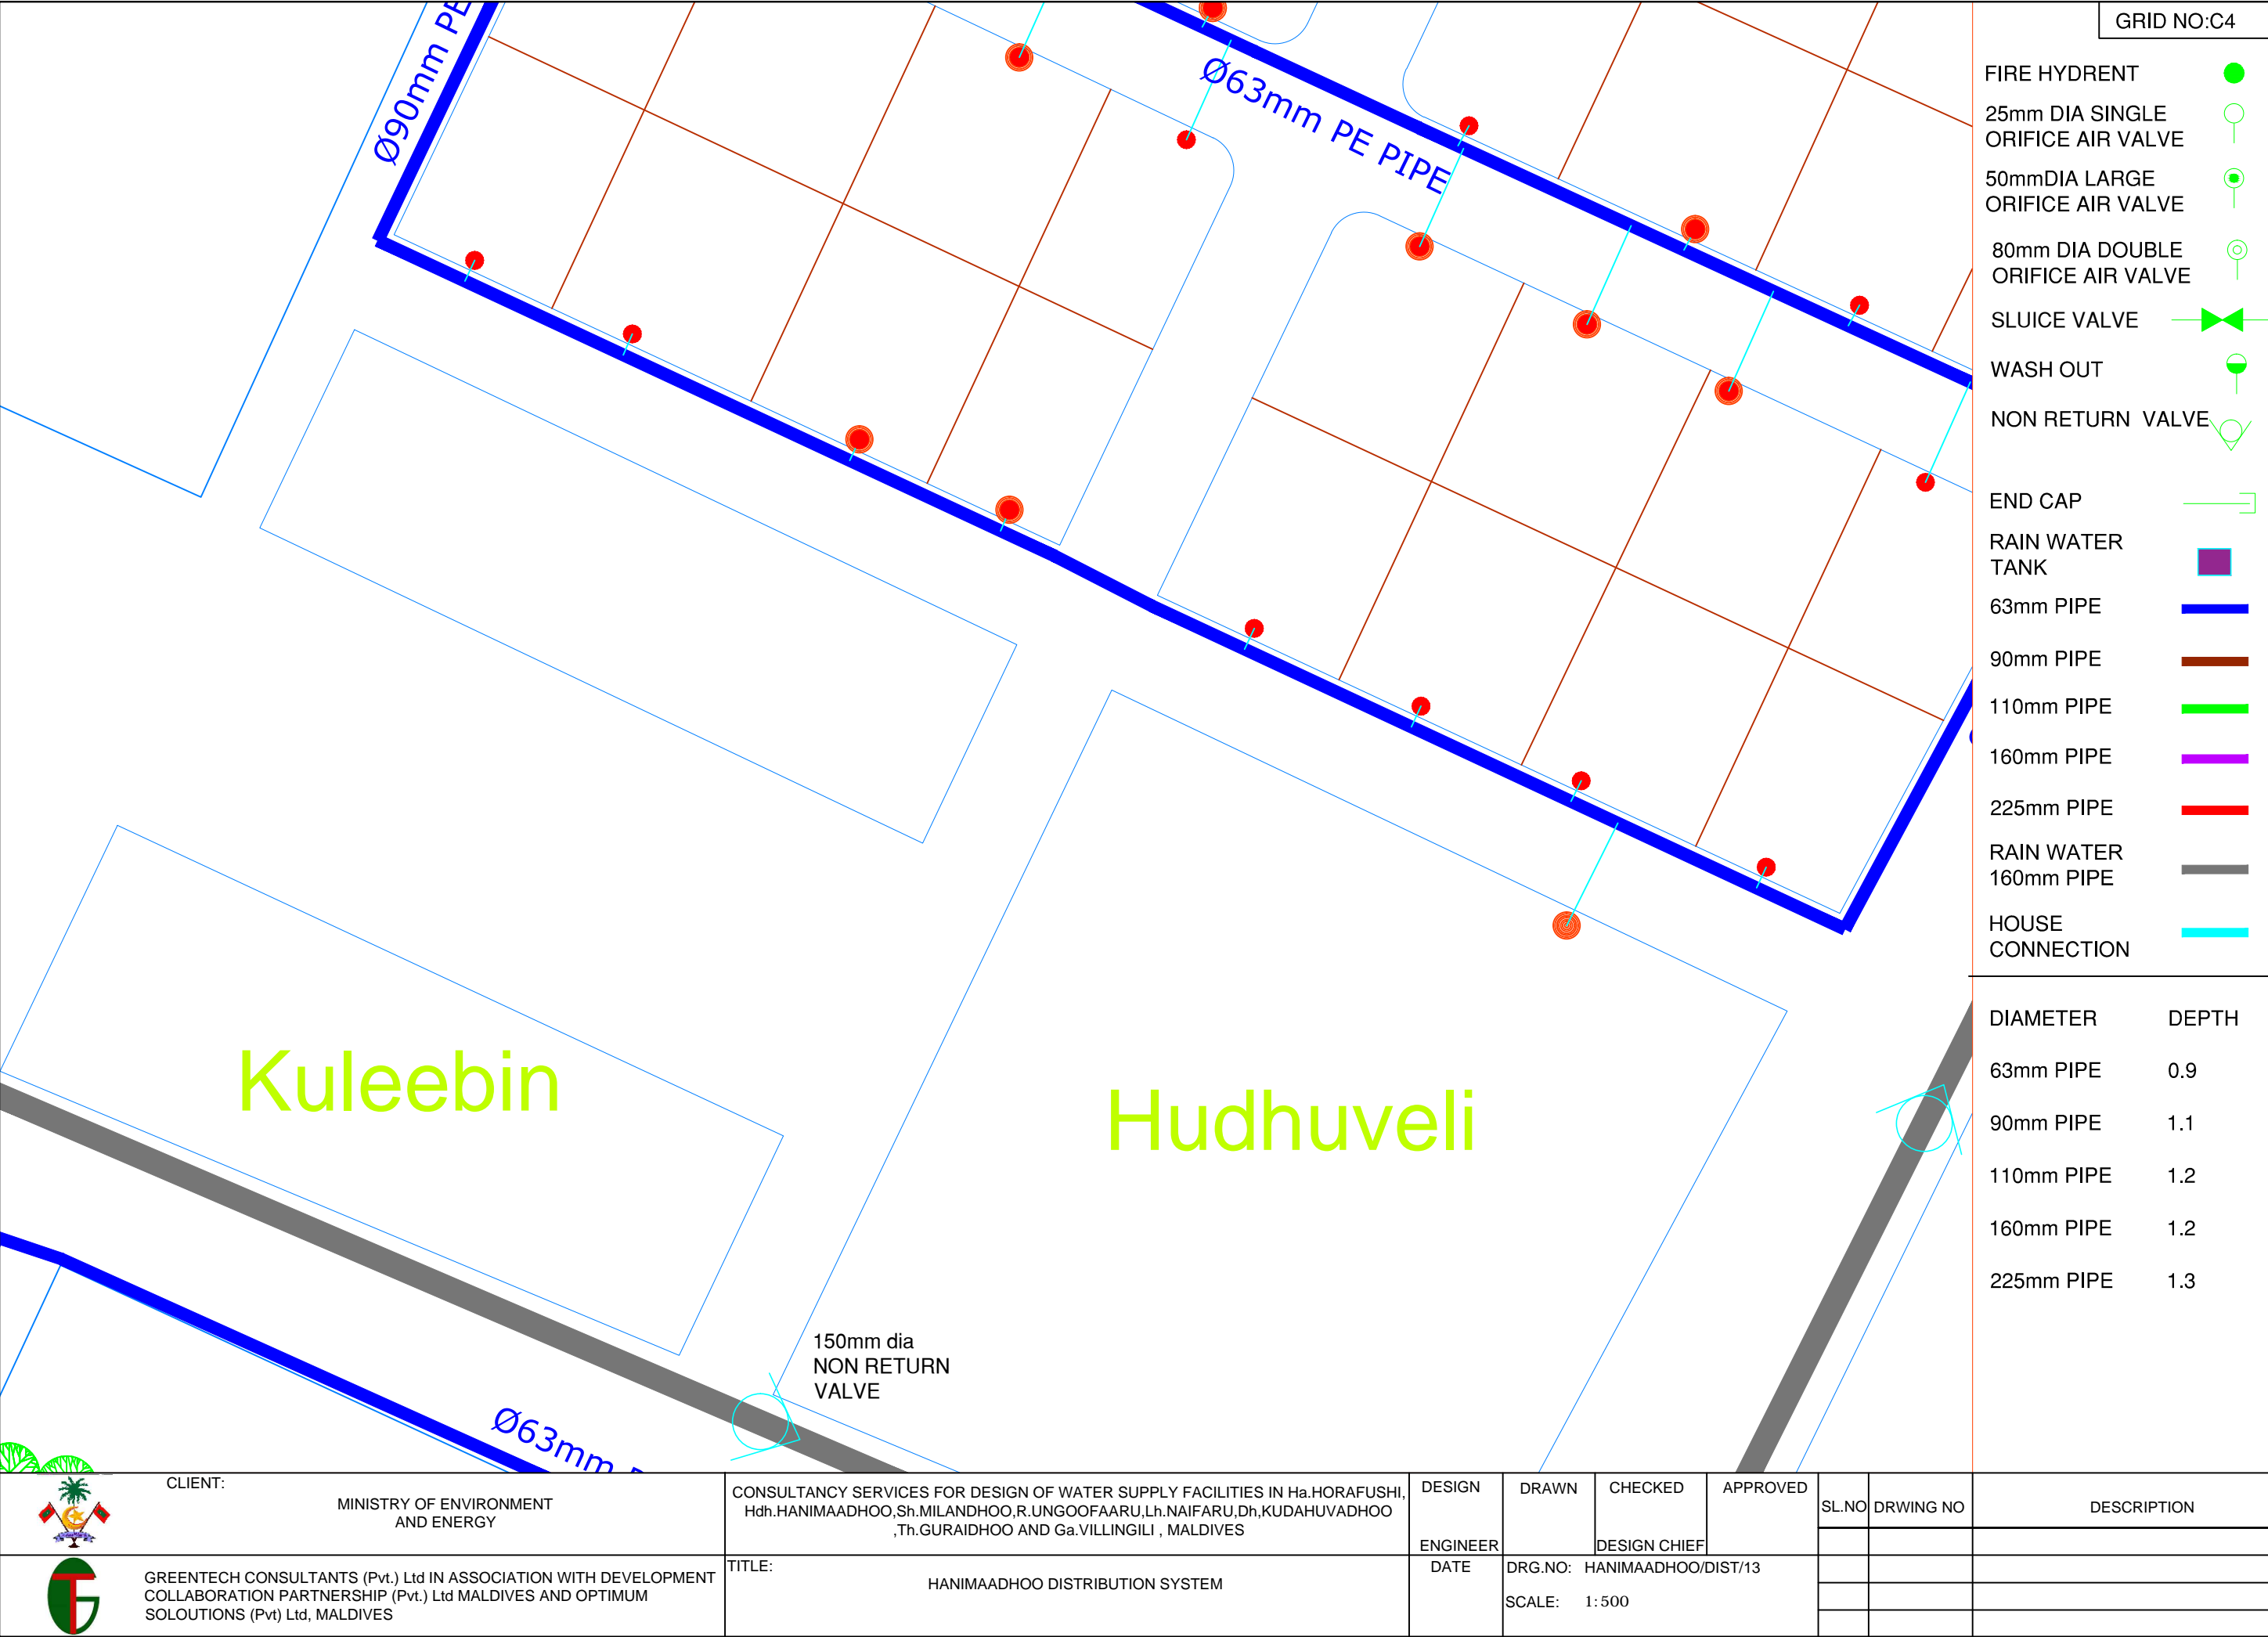 GRID NO:C4
FIRE HYDRENT
25mm DIA SINGLE
ORIFICE AIR VALVE
50mmDIA LARGE
ORIFICE AIR VALVE
80mm DIA DOUBLE
ORIFICE AIR VALVE
SLUICE VALVE
WASH OUT
NON RETURN VALVE
END CAP
RAIN WATER
TANK
63mm PIPE
90mm PIPE
110mm PIPE
160mm PIPE
225mm PIPE
RAIN WATER
160mm PIPE
HOUSE
CONNECTION
DIAMETER DEPTH
63mm PIPE 0.9
90mm PIPE 1.1
110mm PIPE 1.2
160mm PIPE 1.2
225mm PIPE 1.3
Ø90mm PE
Ø63mm PE PIPE
Kuleebin
Hudhuveli
150mm dia
NON RETURN
VALVE
Ø63mm
CLIENT:
MINISTRY OF ENVIRONMENT
AND ENERGY
GREENTECH CONSULTANTS (Pvt.) Ltd IN ASSOCIATION WITH DEVELOPMENT
COLLABORATION PARTNERSHIP (Pvt.) Ltd MALDIVES AND OPTIMUM
SOLOUTIONS (Pvt) Ltd, MALDIVES
CONSULTANCY SERVICES FOR DESIGN OF WATER SUPPLY FACILITIES IN Ha.HORAFUSHI,
Hdh.HANIMAADHOO,Sh.MILANDHOO,R.UNGOOFAARU,Lh.NAIFARU,Dh,KUDAHUVADHOO
,Th.GURAIDHOO AND Ga.VILLINGILI , MALDIVES
TITLE:
HANIMAADHOO DISTRIBUTION SYSTEM
DESIGN
ENGINEER
DRAWN
CHECKED
DESIGN CHIEF
APPROVED
DATE
DRG.NO: HANIMAADHOO/DIST/13
SCALE: 1:500
SL.NO DRWING NO DESCRIPTION